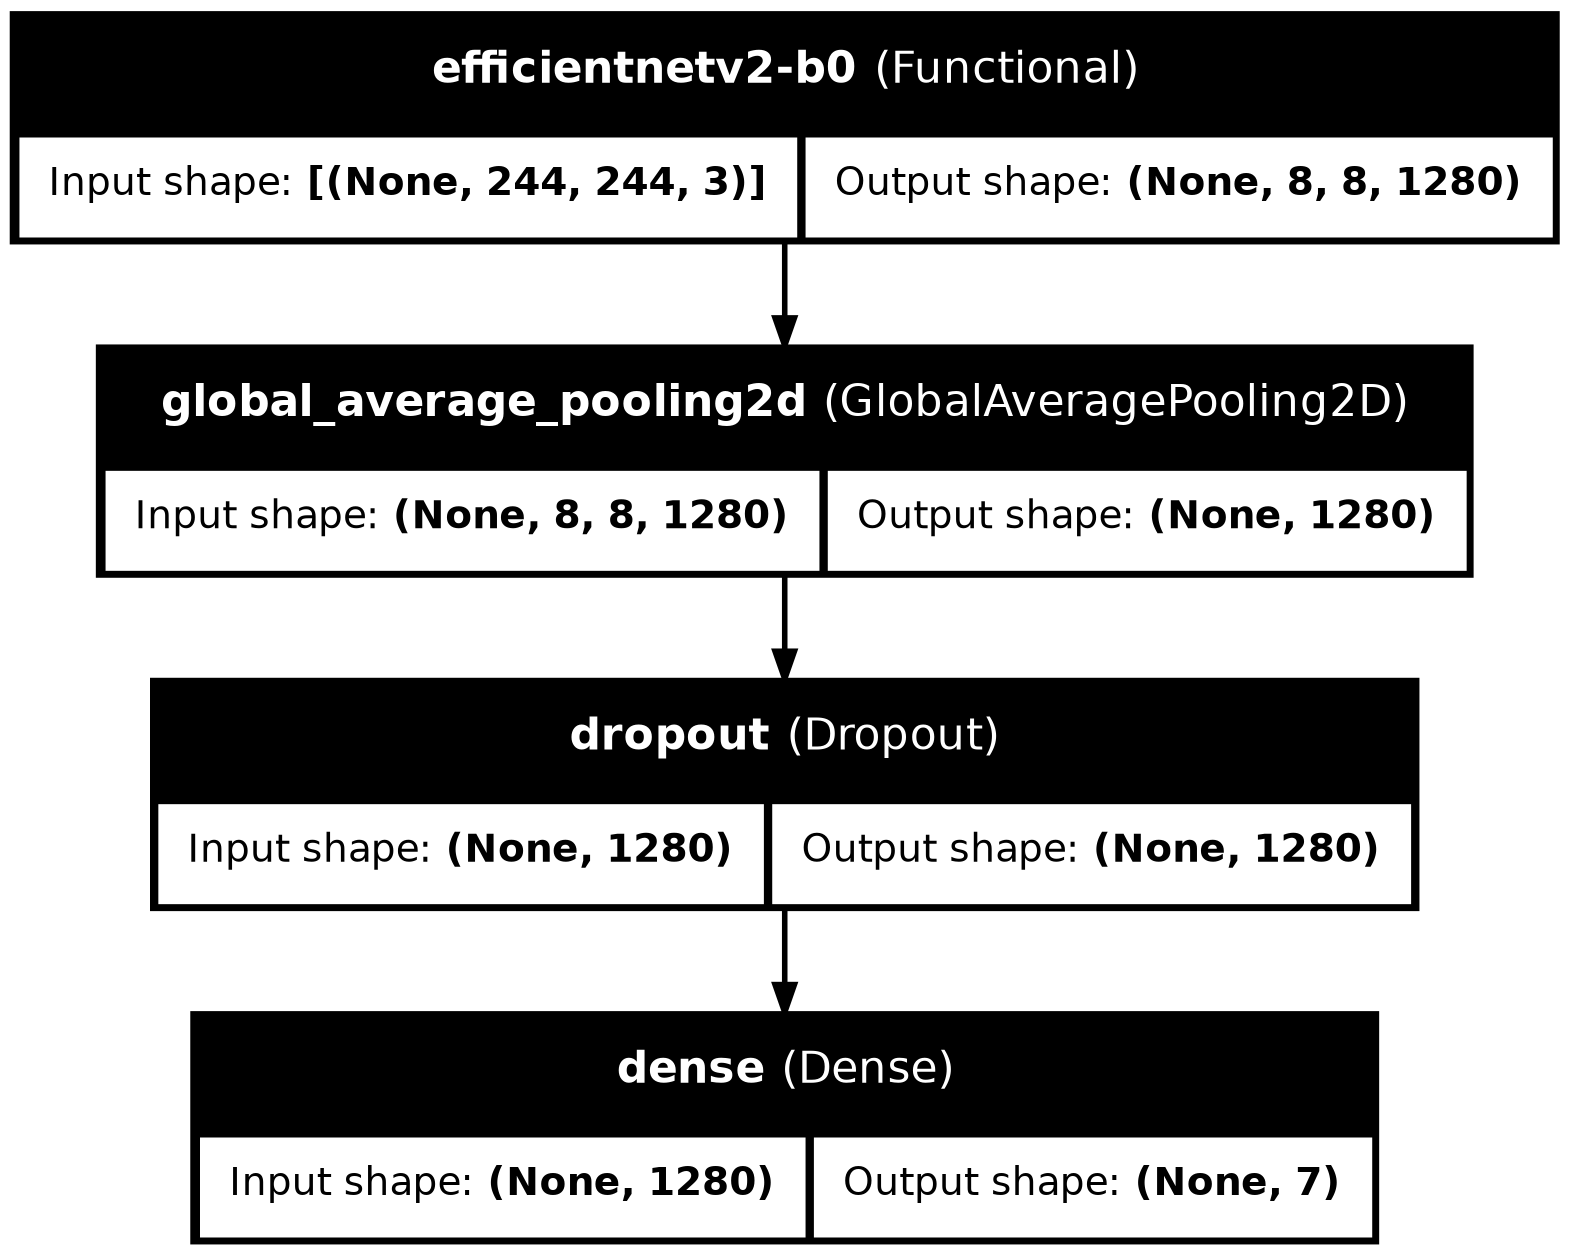 efficientnetv2-b0 (Functional)
Input shape: [(None, 244, 244, 3)] Output shape: (None, 8, 8, 1280)
global_average_pooling2d (GlobalAveragePooling2D)
Input shape: (None, 8, 8, 1280) Output shape: (None, 1280)
dropout (Dropout)
Input shape: (None, 1280) Output shape: (None, 1280)
dense (Dense)
Input shape: (None, 1280) Output shape: (None, 7)